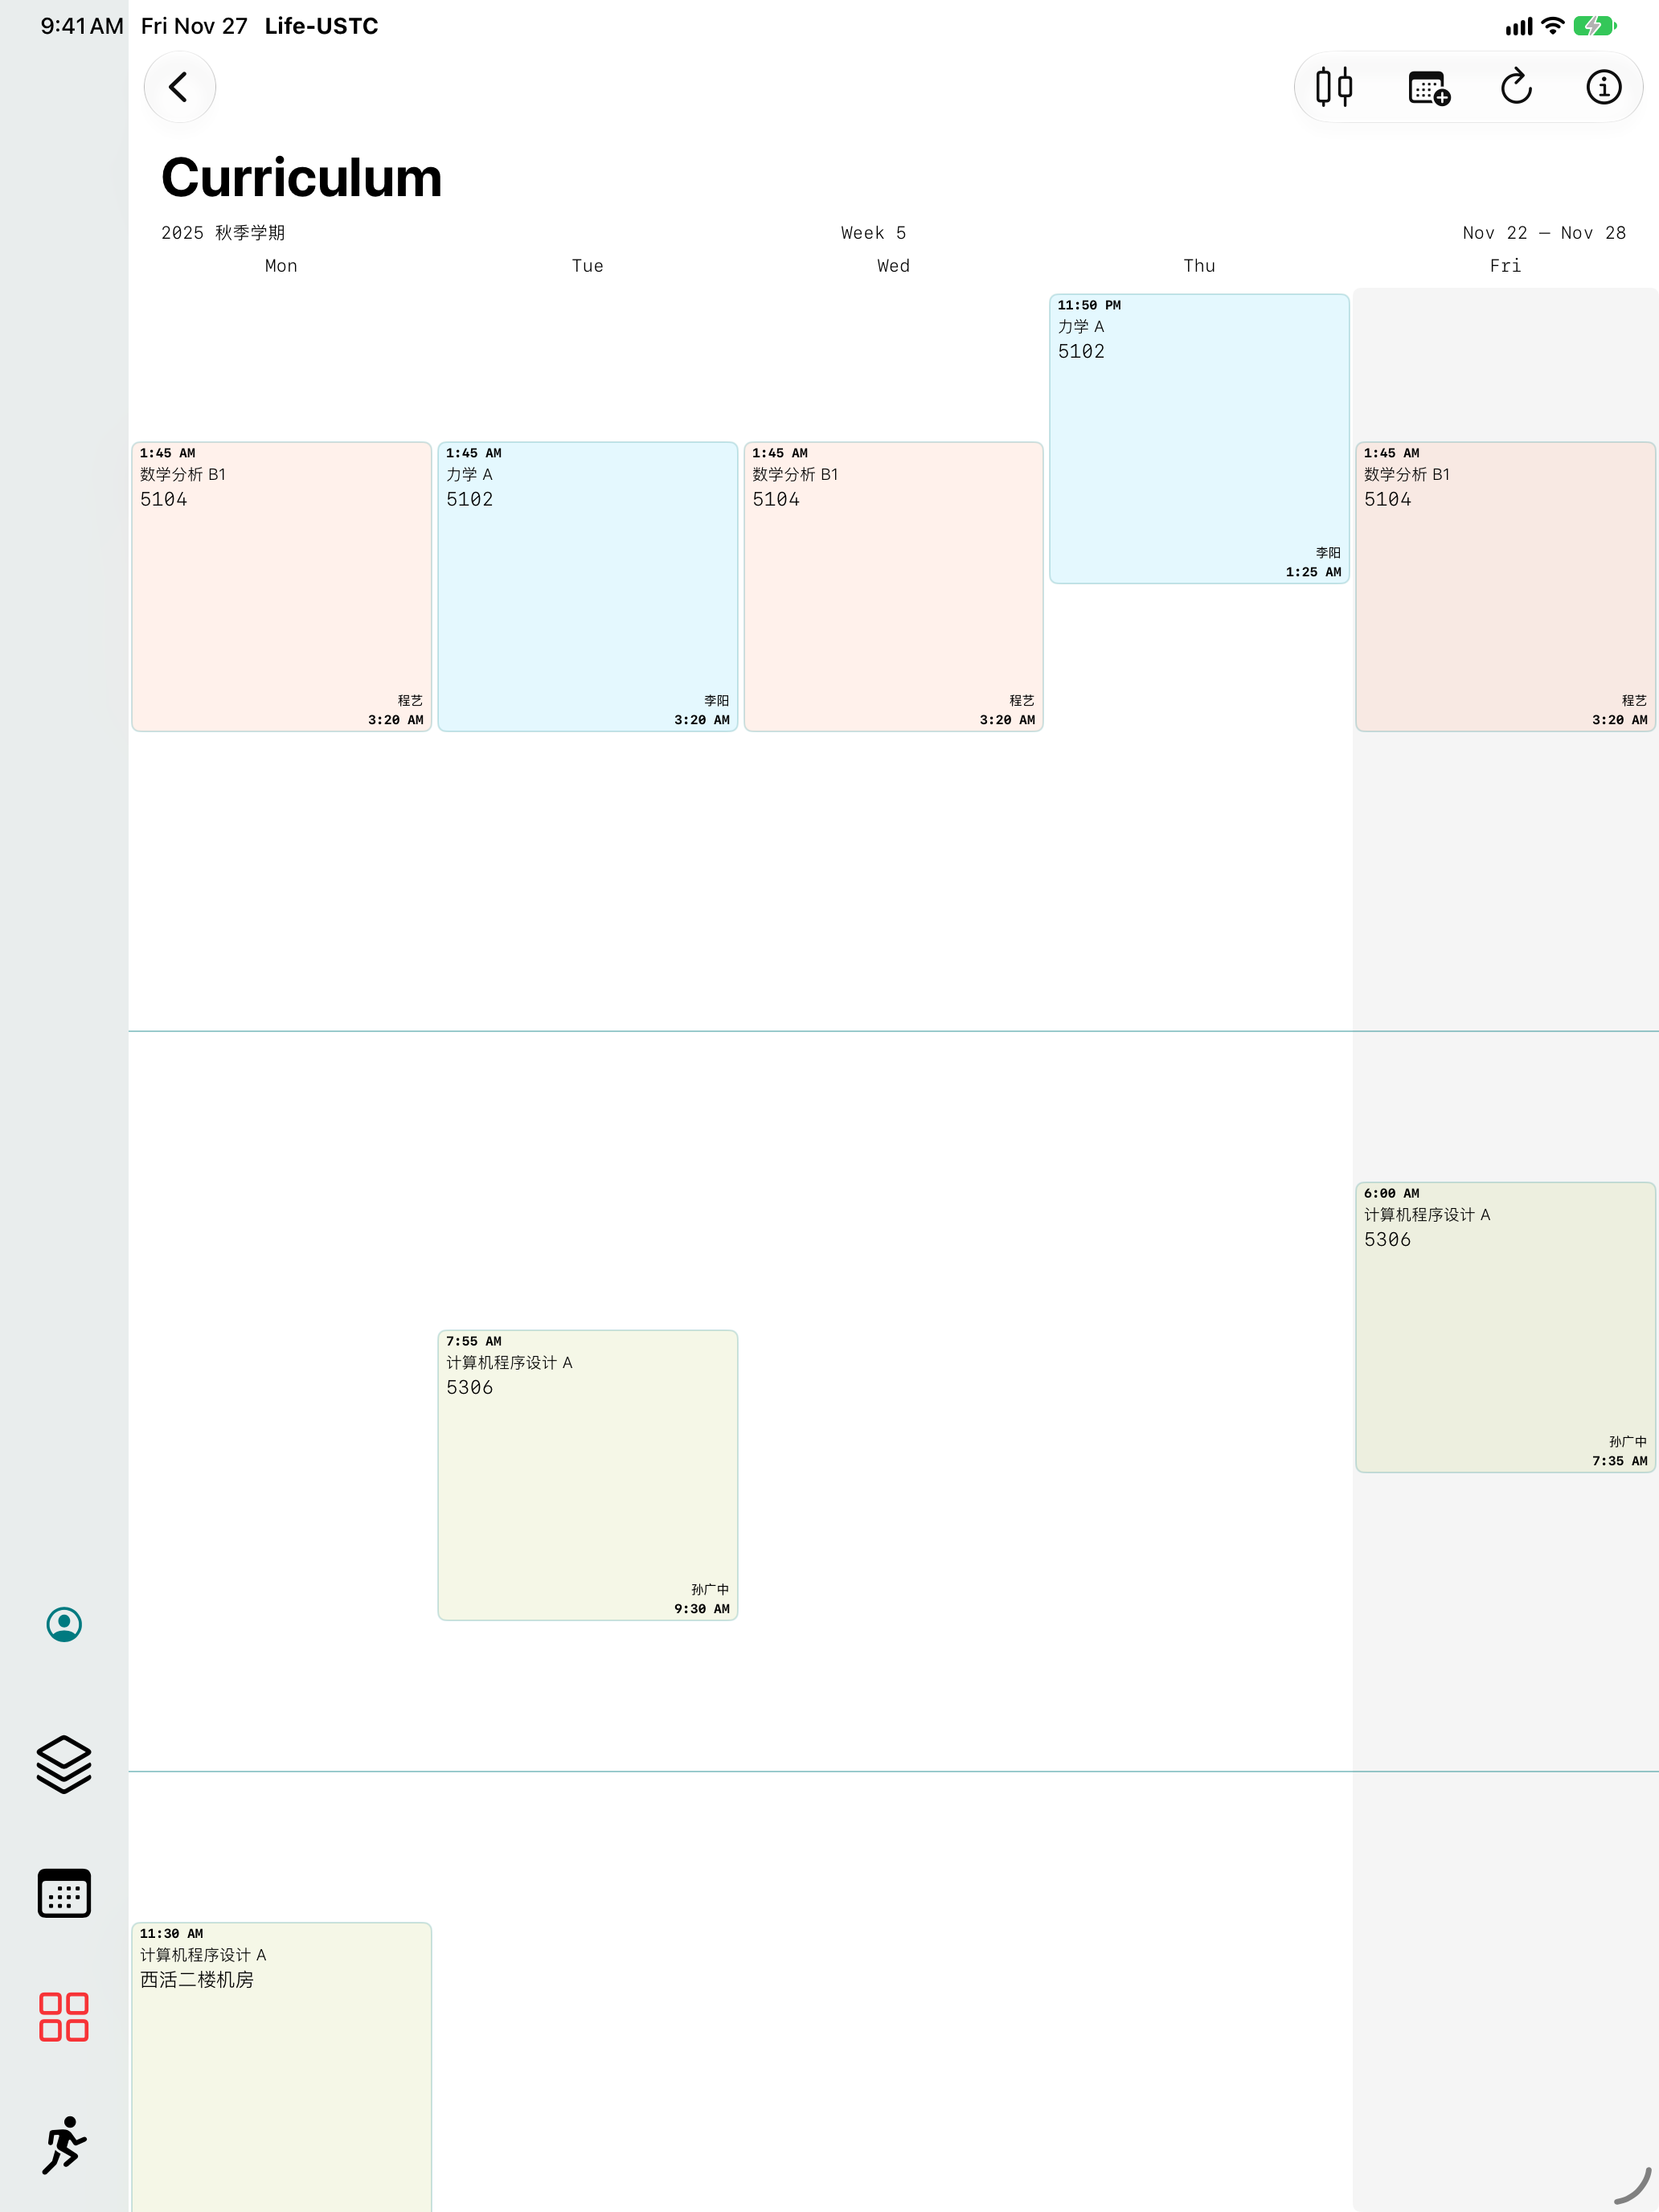 9:41 AM Fri Nov 27 Life-USTC
Curriculum
2025 秋季学期 Week 5 Nov 22 — Nov 28
Mon Tue Wed Thu Fri
1:45 AM
数学分析 B1
5104
程艺
3:20 AM
11:30 AM
计算机程序设计 A
西活二楼机房
1:45 AM
力学 A
5102
李阳
3:20 AM
7:55 AM
计算机程序设计 A
5306
孙广中
9:30 AM
1:45 AM
数学分析 B1
5104
程艺
3:20 AM
11:50 PM
力学 A
5102
李阳
1:25 AM
1:45 AM
数学分析 B1
5104
程艺
3:20 AM
6:00 AM
计算机程序设计 A
5306
孙广中
7:35 AM